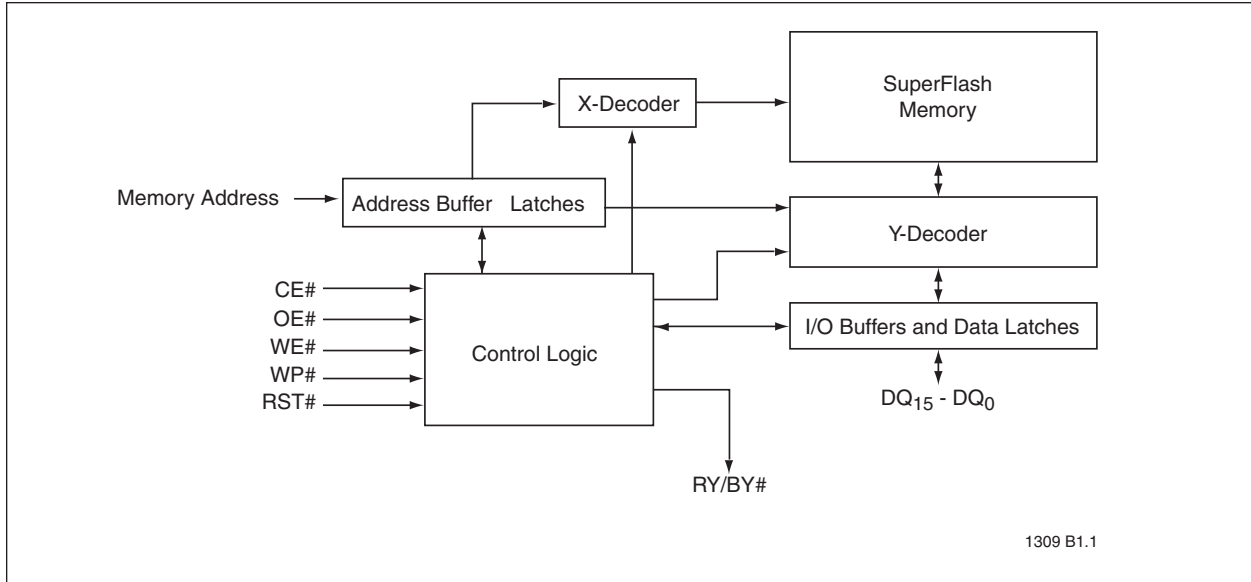 X-Decoder
SuperFlash
Memory
Memory Address
Address Buffer Latches
Y-Decoder
CE#
OE#
WE#
WP#
RST#
Control Logic
I/O Buffers and Data Latches
DQ15 - DQ0
RY/BY#
1309 B1.1